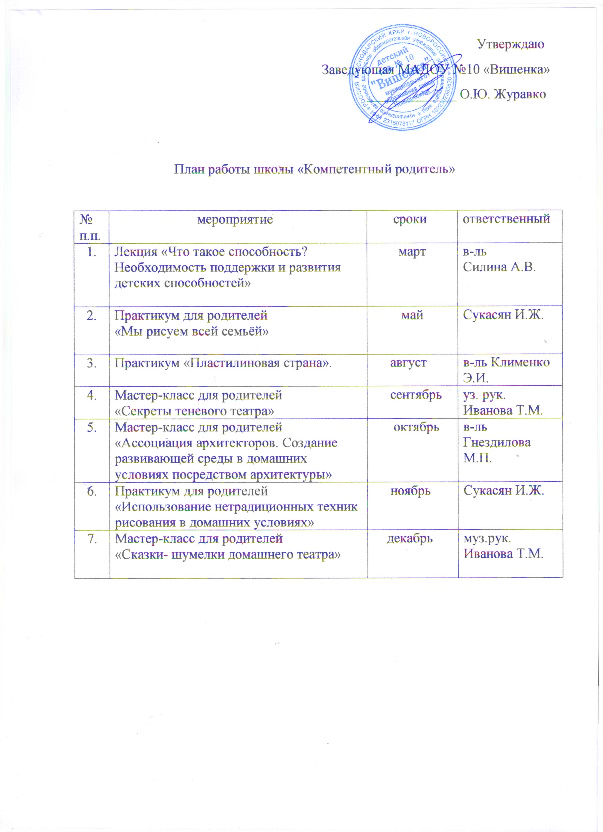 Утверждаю
Заведующая МАДОУ №10 «Вишенка»
О.Ю. Журавко
детский
сад № 10
"Вишенка"
План работы школы «Компетентный родитель»
№ п.п. мероприятие сроки ответственный
1. Лекция «Что такое способность? март в-ль
Необходимость поддержки и развития Силина А.В.
детских способностей»
2. Практикум для родителей май Сукасян И.Ж.
«Мы рисуем всей семьёй»
3. Практикум «Пластилиновая страна». август в-ль Клименко
Э.И.
4. Мастер-класс для родителей сентябрь уз. рук.
«Секреты теневого театра» Иванова Т.М.
5. Мастер-класс для родителей октябрь в-ль
«Ассоциация архитекторов. Создание Гнездилова
развивающей среды в домашних М.П.
условиях посредством архитектуры»
6. Практикум для родителей ноябрь Сукасян И.Ж.
«Использование нетрадиционных техник
рисования в домашних условиях»
7. Мастер-класс для родителей декабрь муз.рук.
«Сказки- шумелки домашнего театра» Иванова Т.М.